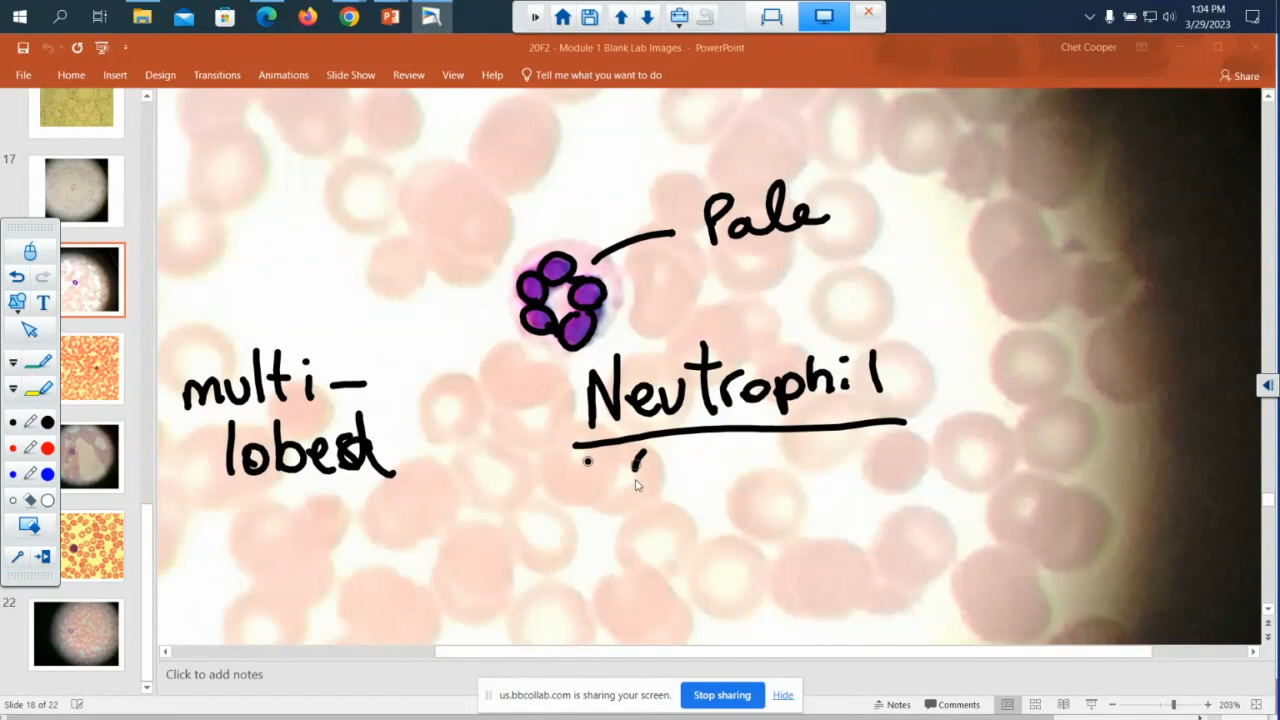 1:04 PM
3/29/2023
20F2 - Module 1 Blank Lab Images - PowerPoint
Chet Cooper
File Home Insert Design Transitions Animations Slide Show Review View Help Tell me what you want to do Share
17
22
T
Pale
Neutrophil
multi-
lobed
Click to add notes
us.bbcollab.com is sharing your screen. Stop sharing Hide
Slide 18 of 22 Notes Comments 203%